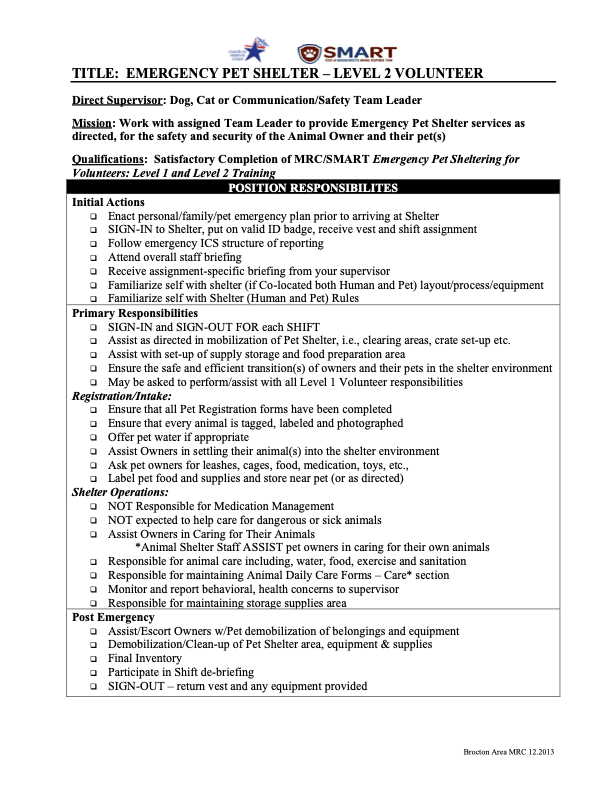 medical
reserve
corps
SMART
STATE OF MASSACHUSETTS ANIMAL RESPONSE TEAM
TITLE: EMERGENCY PET SHELTER – LEVEL 2 VOLUNTEER
Direct Supervisor: Dog, Cat or Communication/Safety Team Leader
Mission: Work with assigned Team Leader to provide Emergency Pet Shelter services as
directed, for the safety and security of the Animal Owner and their pet(s)
Qualifications: Satisfactory Completion of MRC/SMART Emergency Pet Sheltering for
Volunteers: Level 1 and Level 2 Training
POSITION RESPONSIBILITES
Initial Actions
❑ Enact personal/family/pet emergency plan prior to arriving at Shelter
❑ SIGN-IN to Shelter, put on valid ID badge, receive vest and shift assignment
❑ Follow emergency ICS structure of reporting
❑ Attend overall staff briefing
❑ Receive assignment-specific briefing from your supervisor
❑ Familiarize self with shelter (if Co-located both Human and Pet) layout/process/equipment
❑ Familiarize self with Shelter (Human and Pet) Rules
Primary Responsibilities
❑ SIGN-IN and SIGN-OUT FOR each SHIFT
❑ Assist as directed in mobilization of Pet Shelter, i.e., clearing areas, crate set-up etc.
❑ Assist with set-up of supply storage and food preparation area
❑ Ensure the safe and efficient transition(s) of owners and their pets in the shelter environment
❑ May be asked to perform/assist with all Level 1 Volunteer responsibilities
Registration/Intake:
❑ Ensure that all Pet Registration forms have been completed
❑ Ensure that every animal is tagged, labeled and photographed
❑ Offer pet water if appropriate
❑ Assist Owners in settling their animal(s) into the shelter environment
❑ Ask pet owners for leashes, cages, food, medication, toys, etc.,
❑ Label pet food and supplies and store near pet (or as directed)
Shelter Operations:
❑ NOT Responsible for Medication Management
❑ NOT expected to help care for dangerous or sick animals
❑ Assist Owners in Caring for Their Animals
*Animal Shelter Staff ASSIST pet owners in caring for their own animals
❑ Responsible for animal care including, water, food, exercise and sanitation
❑ Responsible for maintaining Animal Daily Care Forms – Care* section
❑ Monitor and report behavioral, health concerns to supervisor
❑ Responsible for maintaining storage supplies area
Post Emergency
❑ Assist/Escort Owners w/Pet demobilization of belongings and equipment
❑ Demobilization/Clean-up of Pet Shelter area, equipment & supplies
❑ Final Inventory
❑ Participate in Shift de-briefing
❑ SIGN-OUT – return vest and any equipment provided
Brocton Area MRC 12.2013